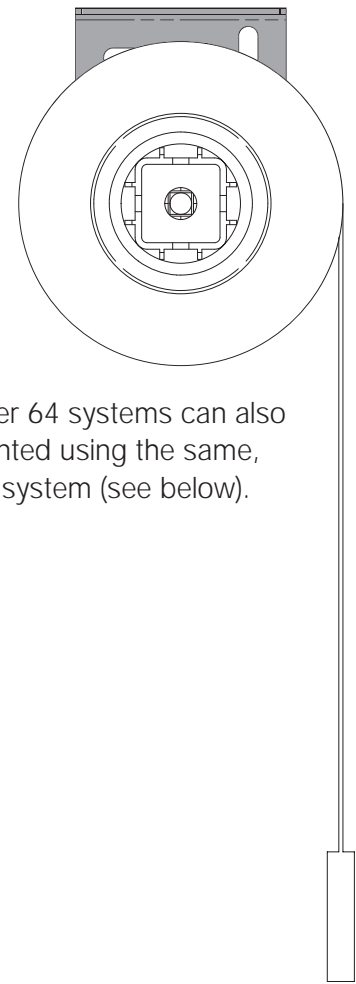 er 64 systems can also
nted using the same,
system (see below).